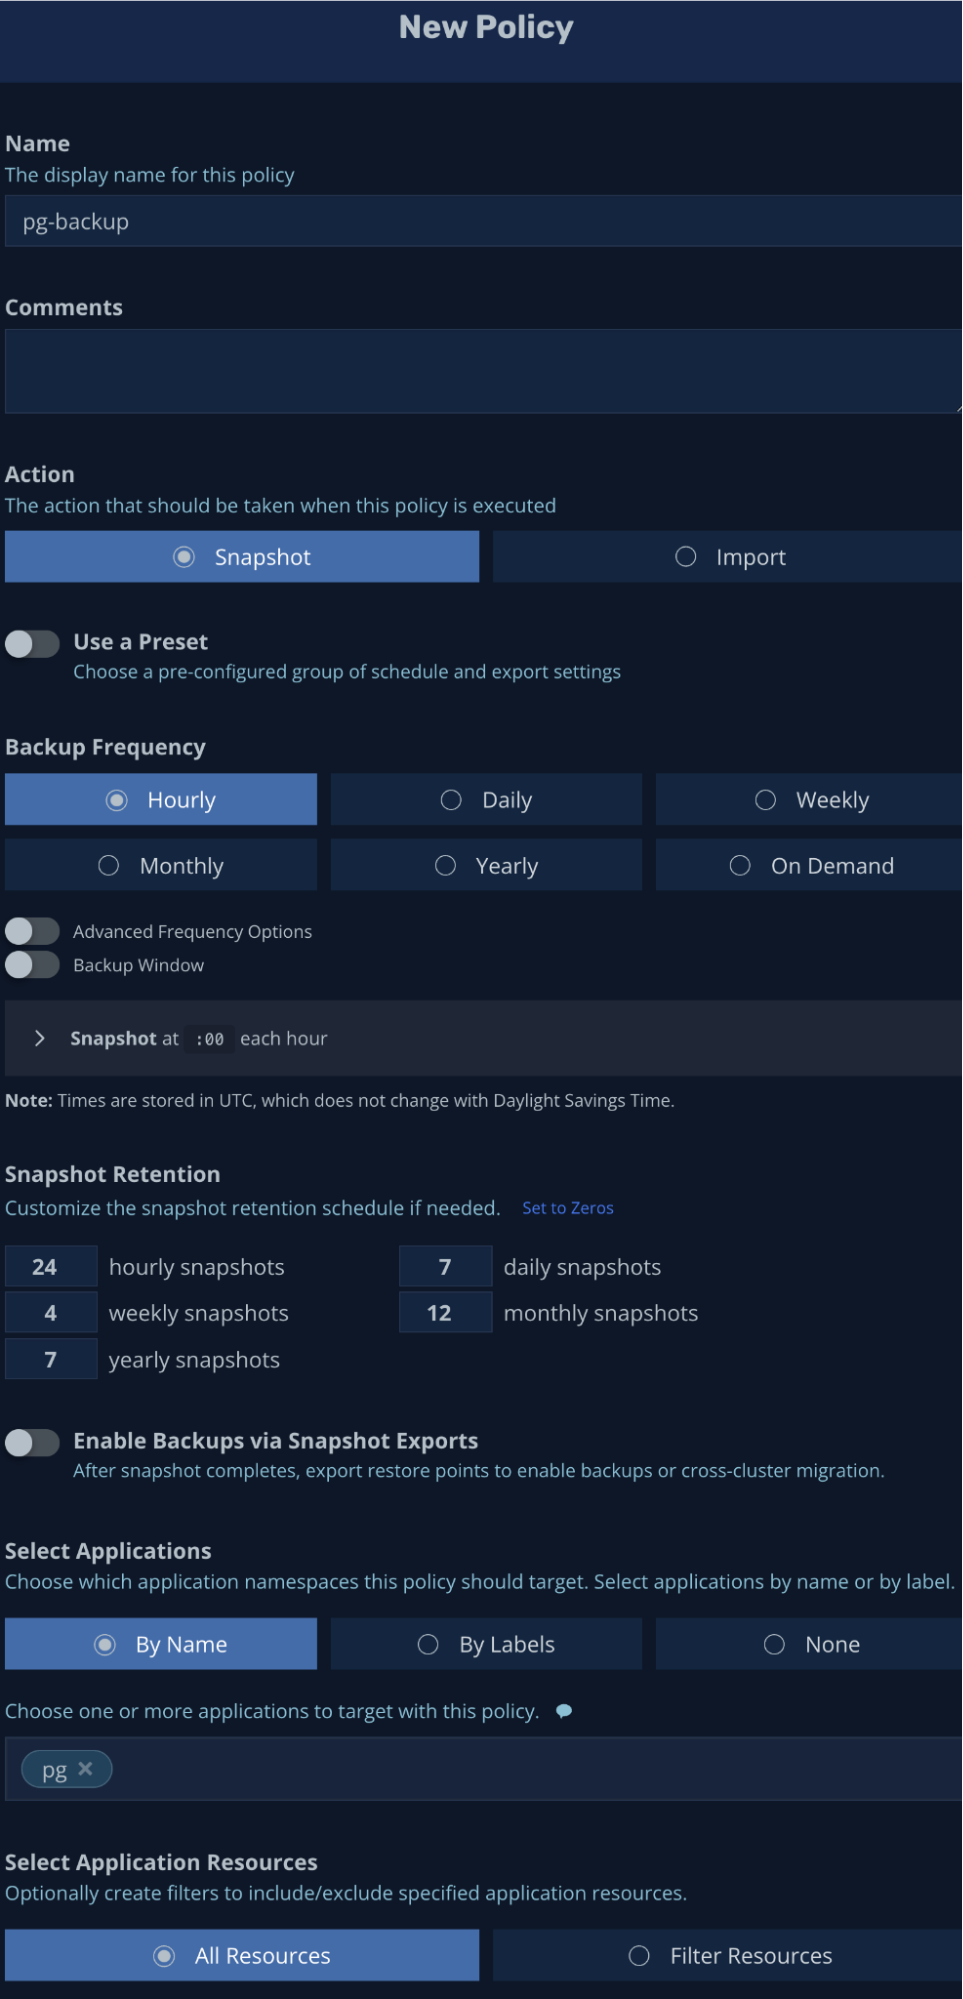 New Policy
Name
The display name for this policy
pg-backup
Comments
Action
The action that should be taken when this policy is executed
Snapshot Import
Use a Preset
Choose a pre-configured group of schedule and export settings
Backup Frequency
Hourly Daily Weekly
Monthly Yearly On Demand
Advanced Frequency Options
Backup Window
Snapshot at :00 each hour
Note: Times are stored in UTC, which does not change with Daylight Savings Time.
Snapshot Retention
Customize the snapshot retention schedule if needed. Set to Zeros
24 hourly snapshots 7 daily snapshots
4 weekly snapshots 12 monthly snapshots
7 yearly snapshots
Enable Backups via Snapshot Exports
After snapshot completes, export restore points to enable backups or cross-cluster migration.
Select Applications
Choose which application namespaces this policy should target. Select applications by name or by label.
By Name By Labels None
Choose one or more applications to target with this policy.
pg
Select Application Resources
Optionally create filters to include/exclude specified application resources.
All Resources Filter Resources